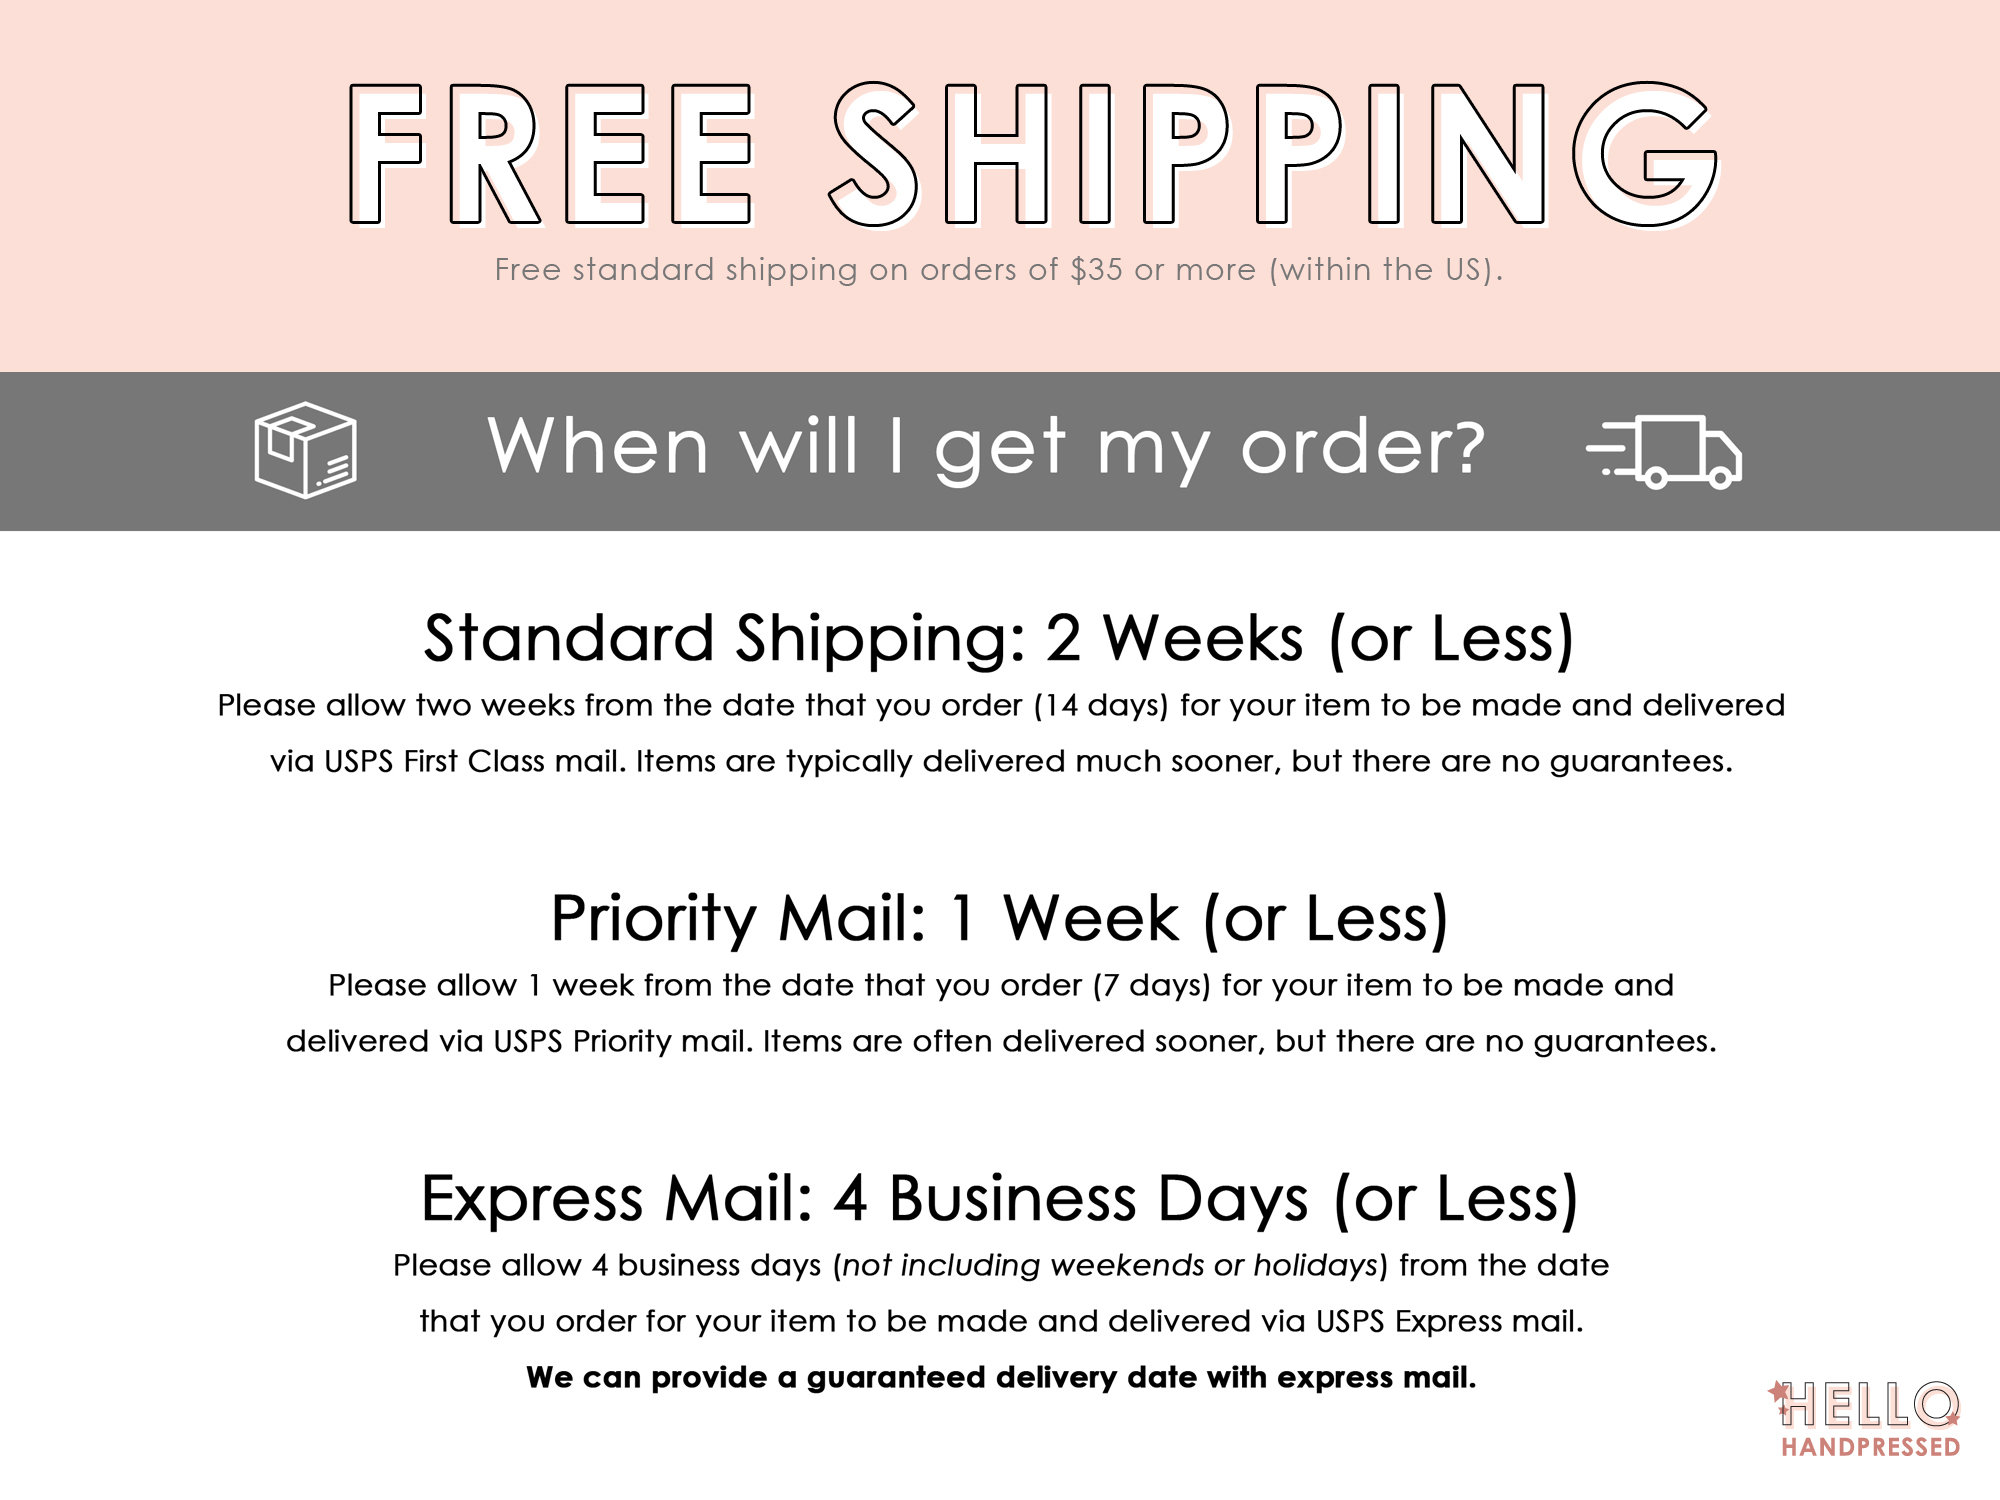 FREE SHIPPING
Free standard shipping on orders of $35 or more (within the US).
When will I get my order?
Standard Shipping: 2 Weeks (or Less)
Please allow two weeks from the date that you order (14 days) for your item to be made and delivered
via USPS First Class mail. Items are typically delivered much sooner, but there are no guarantees.
Priority Mail: 1 Week (or Less)
Please allow 1 week from the date that you order (7 days) for your item to be made and
delivered via USPS Priority mail. Items are often delivered sooner, but there are no guarantees.
Express Mail: 4 Business Days (or Less)
Please allow 4 business days (not including weekends or holidays) from the date
that you order for your item to be made and delivered via USPS Express mail.
We can provide a guaranteed delivery date with express mail.
HELLO
HANDPRESSED